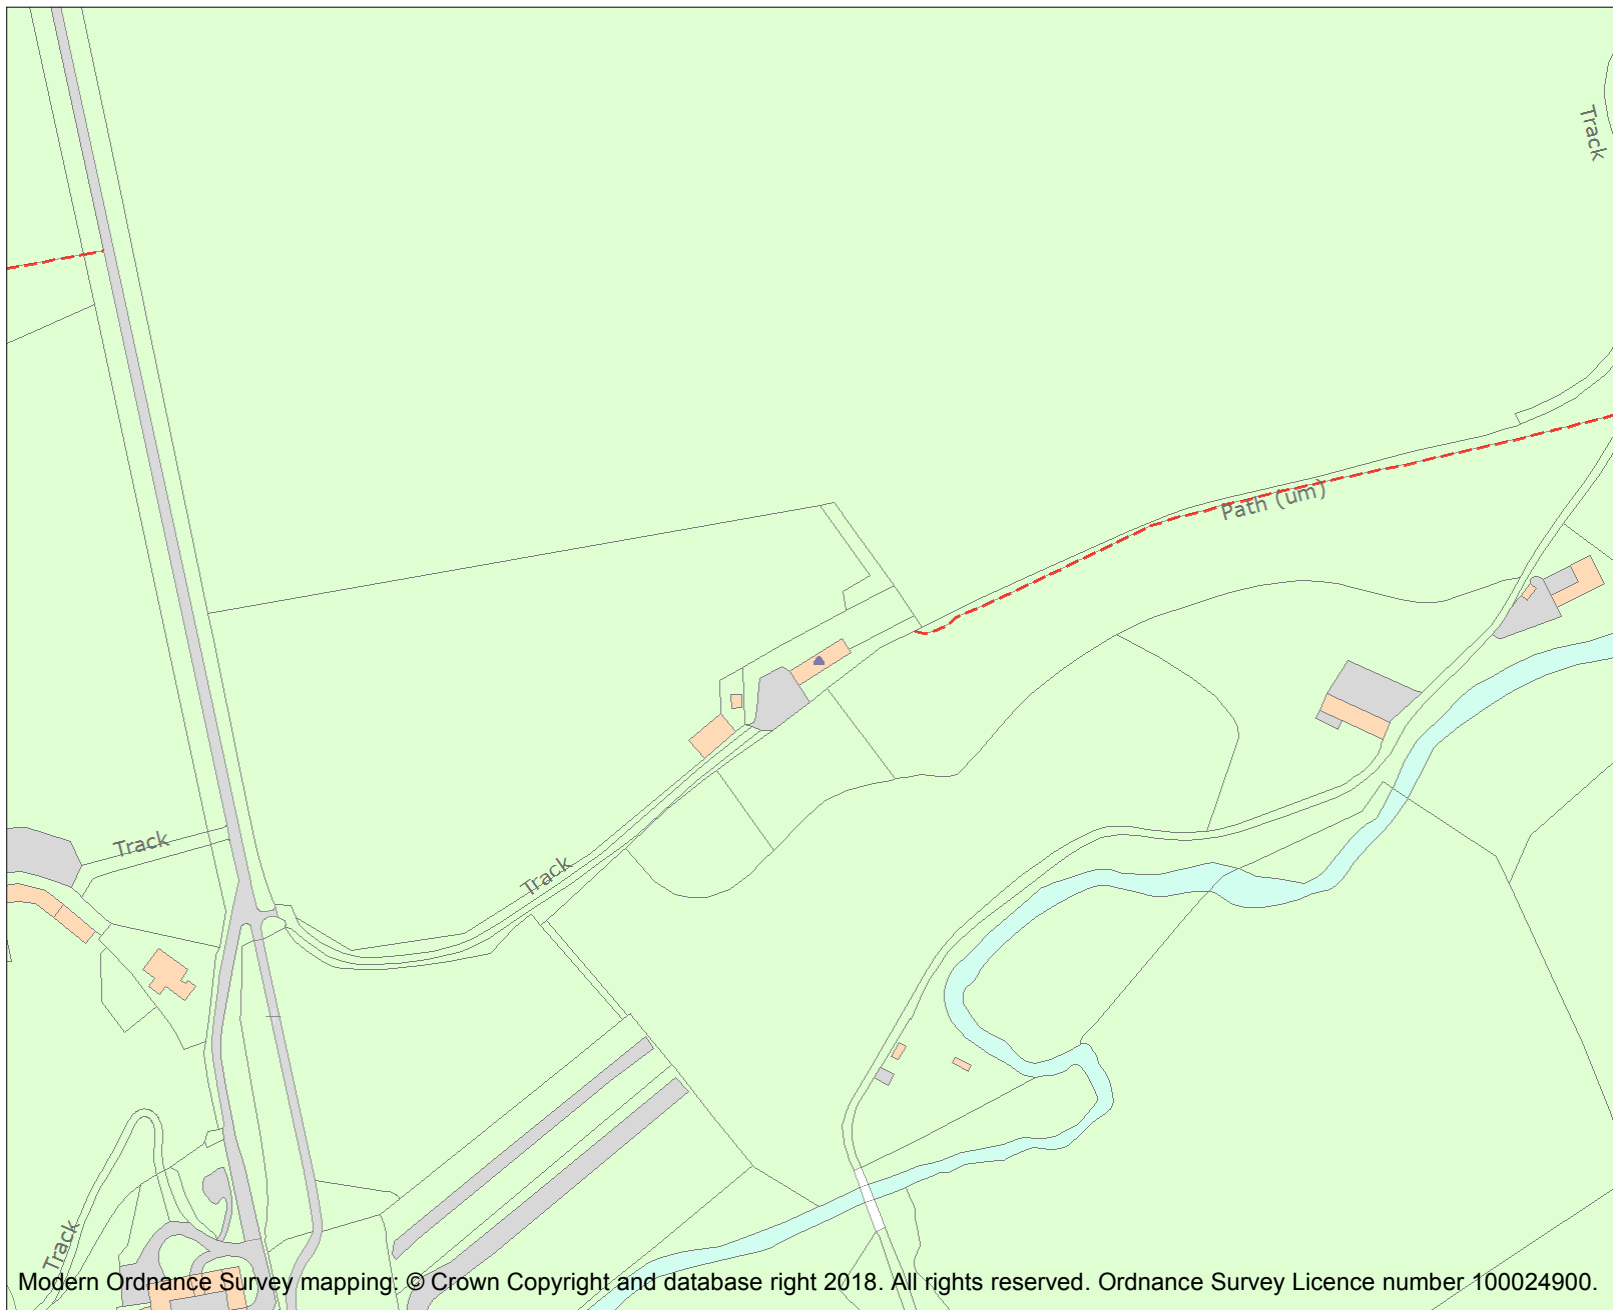 Track
Path (um)
Track
Track
Track
Modern Ordnance Survey mapping: © Crown Copyright and database right 2018. All rights reserved. Ordnance Survey Licence number 100024900.